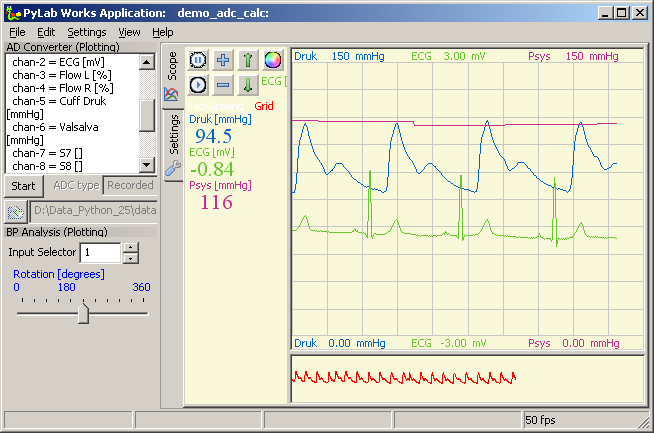 PyLab Works Application:   demo_adc_calc:
File Edit Settings View Help
AD Converter (Plotting)
chan-2 = ECG [mV]
chan-3 = Flow L [%]
chan-4 = Flow R [%]
chan-5 = Cuff Druk
[mmHg]
chan-6 = Valsalva
[mmHg]
chan-7 = S7 []
chan-8 = S8 []
Start ADC type Recorded
D:\Data_Python_25\data
BP Analysis (Plotting)
Input Selector 1
Rotation [degrees]
0 180 360
Scope
Settings
ECG [
BackGround Grid
Druk [mmHg]
94.5
ECG [mV]
-0.84
Psys [mmHg]
116
Druk 150 mmHg ECG 3.00 mV Psys 150 mmHg
Druk 0.00 mmHg ECG -3.00 mV Psys 0.00 mmHg
50 fps